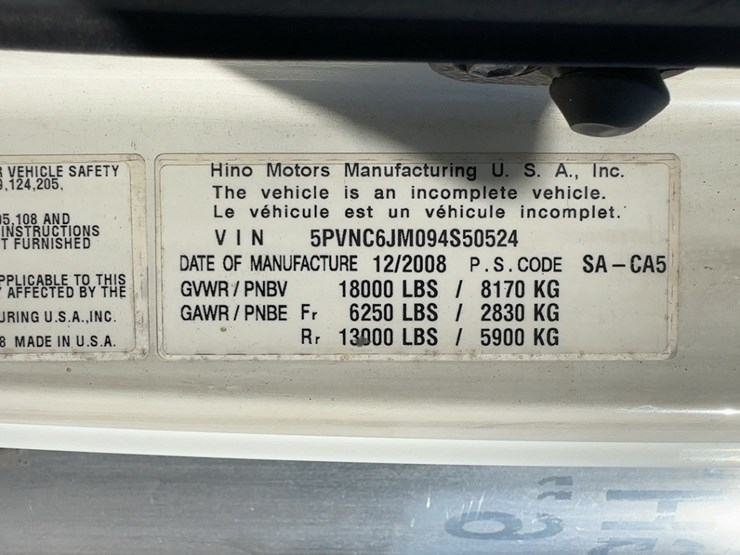 R VEHICLE SAFETY
9,124,205,
05,108 AND
INSTRUCTIONS
T FURNISHED
PPLICABLE TO THIS
Y AFFECTED BY THE
URING U.S.A.,INC.
8 MADE IN U.S.A.
Hino Motors Manufacturing U. S. A., Inc.
The vehicle is an incomplete vehicle.
Le véhicule est un véhicule incomplet.
VIN 5PVNC6JM094S50524
DATE OF MANUFACTURE 12/2008 P.S.CODE SA-CA5
GVWR/PNBV 18000 LBS / 8170 KG
GAWR/PNBE Fr 6250 LBS / 2830 KG
Rr 13000 LBS / 5900 KG